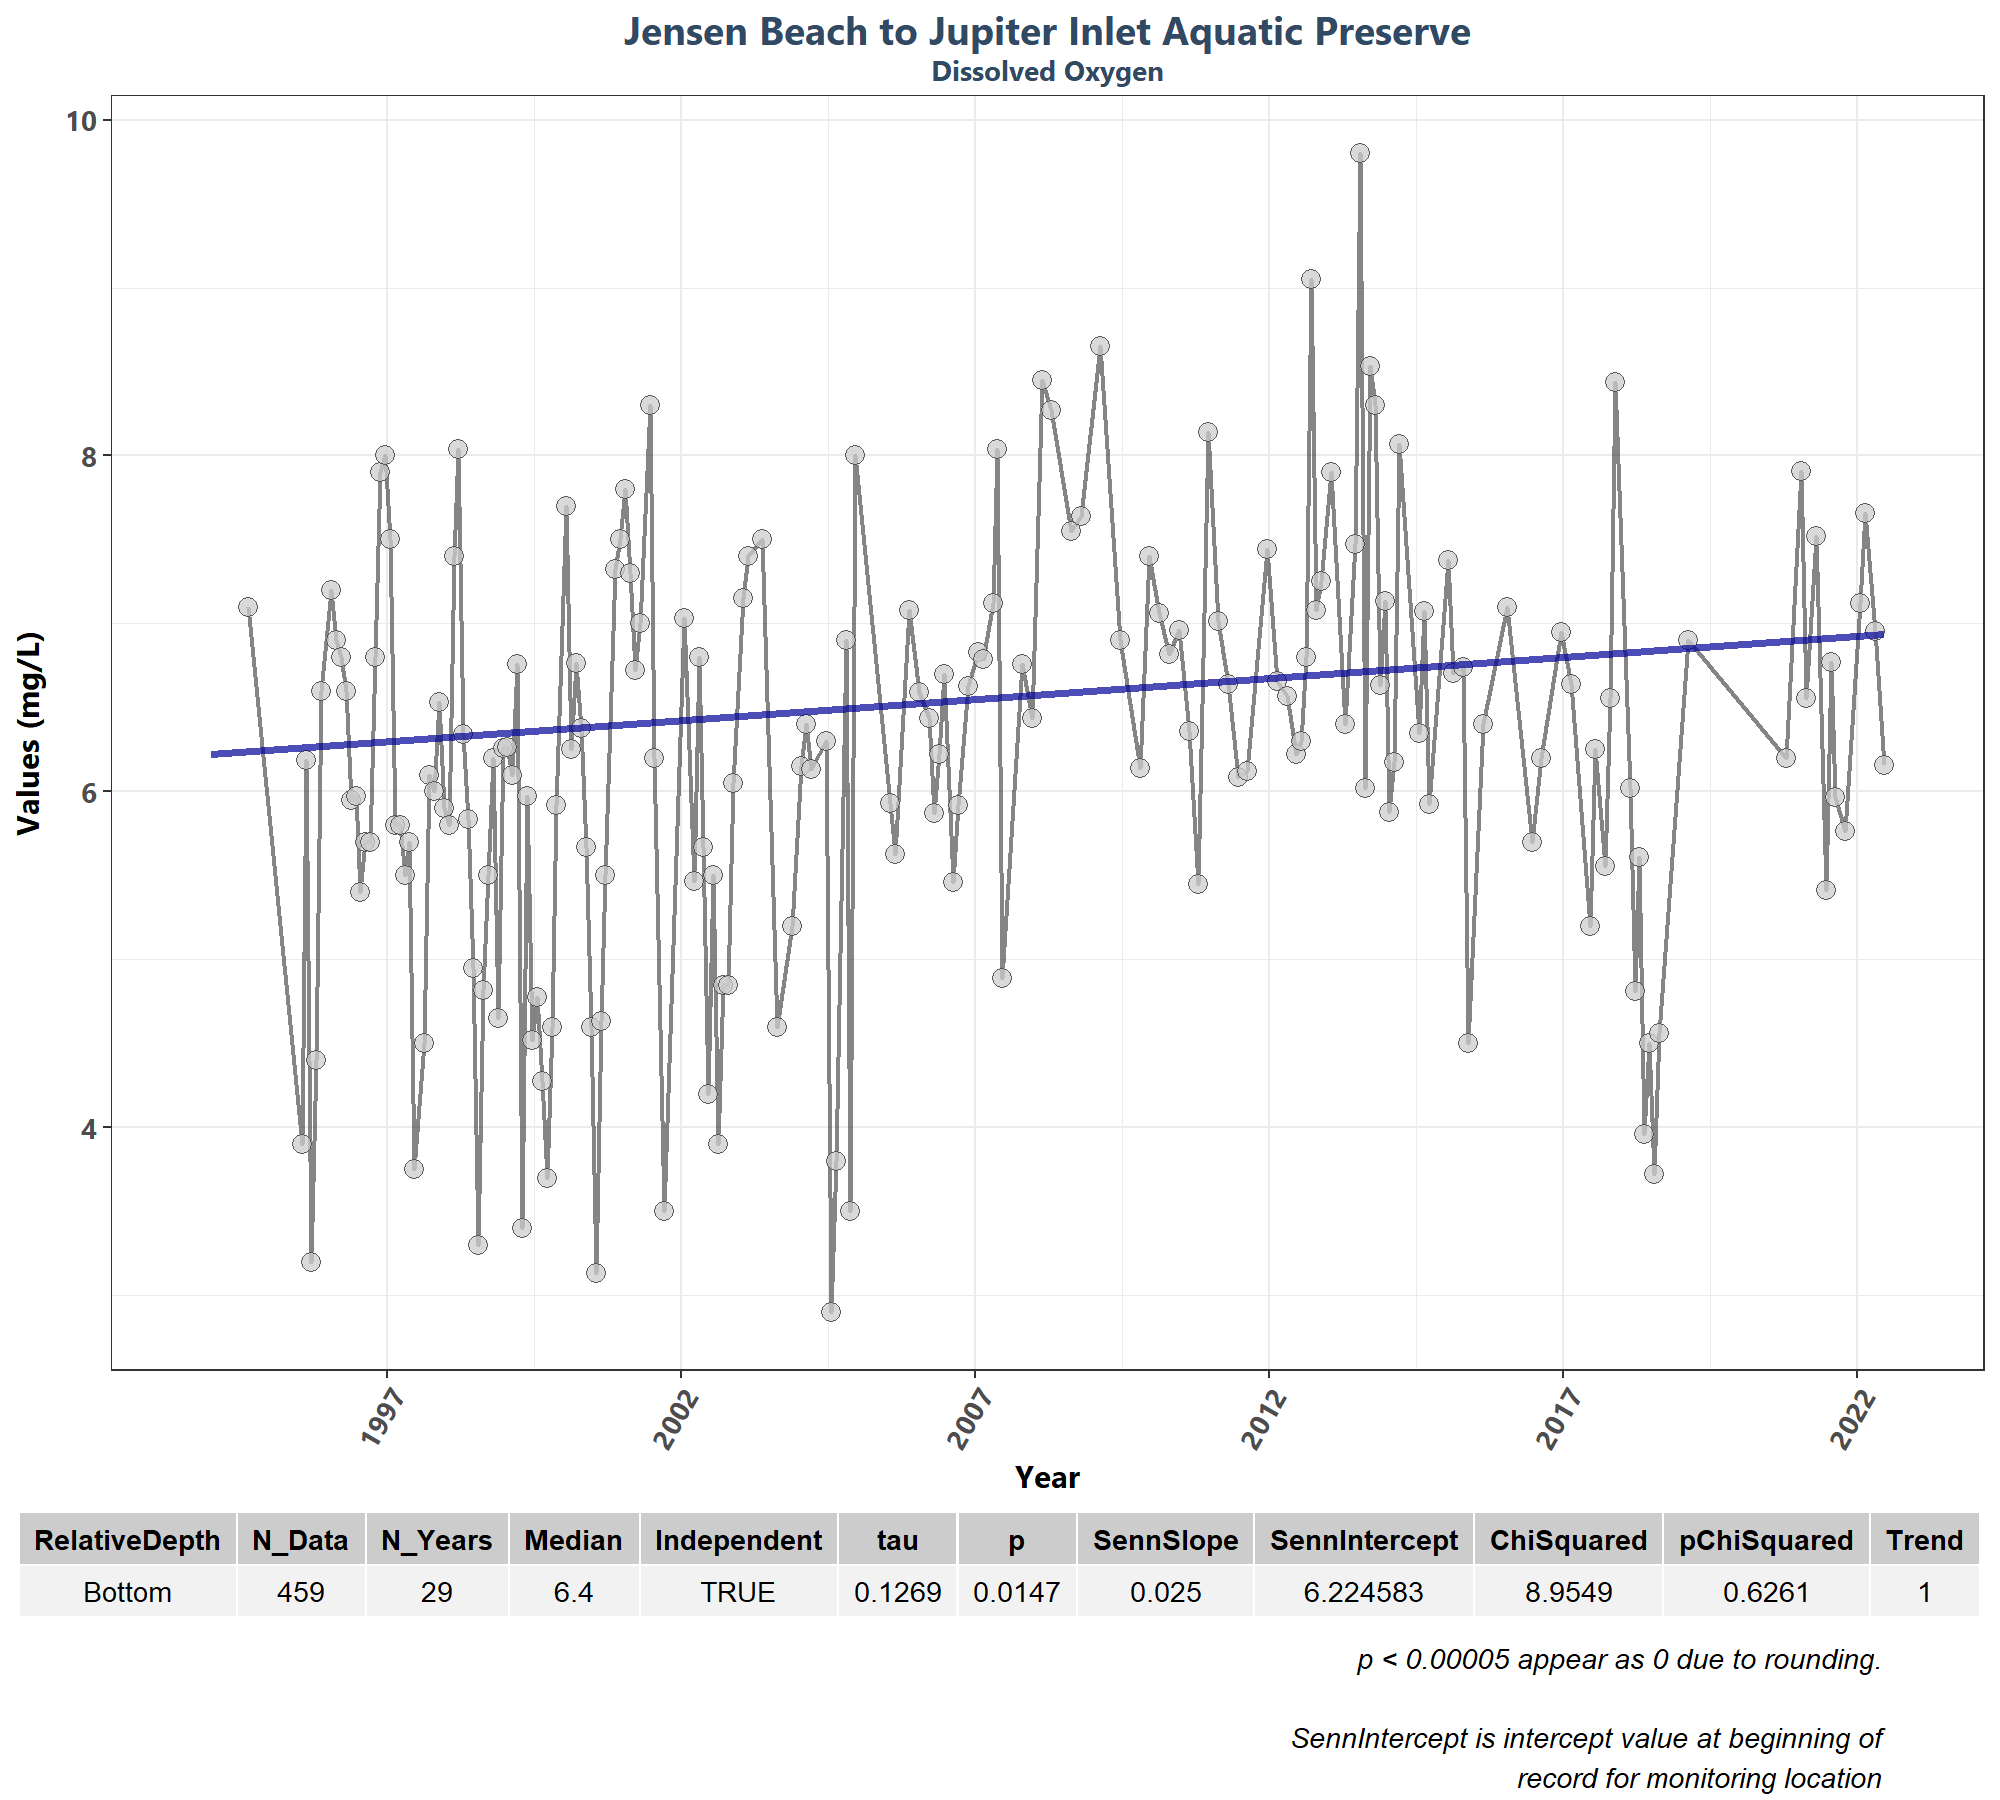 Jensen Beach to Jupiter Inlet Aquatic Preserve
Dissolved Oxygen
10
8
6
4
Values (mg/L)
1997 2002 2007 2012 2017 2022
Year
RelativeDepth N_Data N_Years Median Independent tau p SennSlope SennIntercept ChiSquared pChiSquared Trend
Bottom 459 29 6.4 TRUE 0.1269 0.0147 0.025 6.224583 8.9549 0.6261 1
p < 0.00005 appear as 0 due to rounding.
SennIntercept is intercept value at beginning of
record for monitoring location